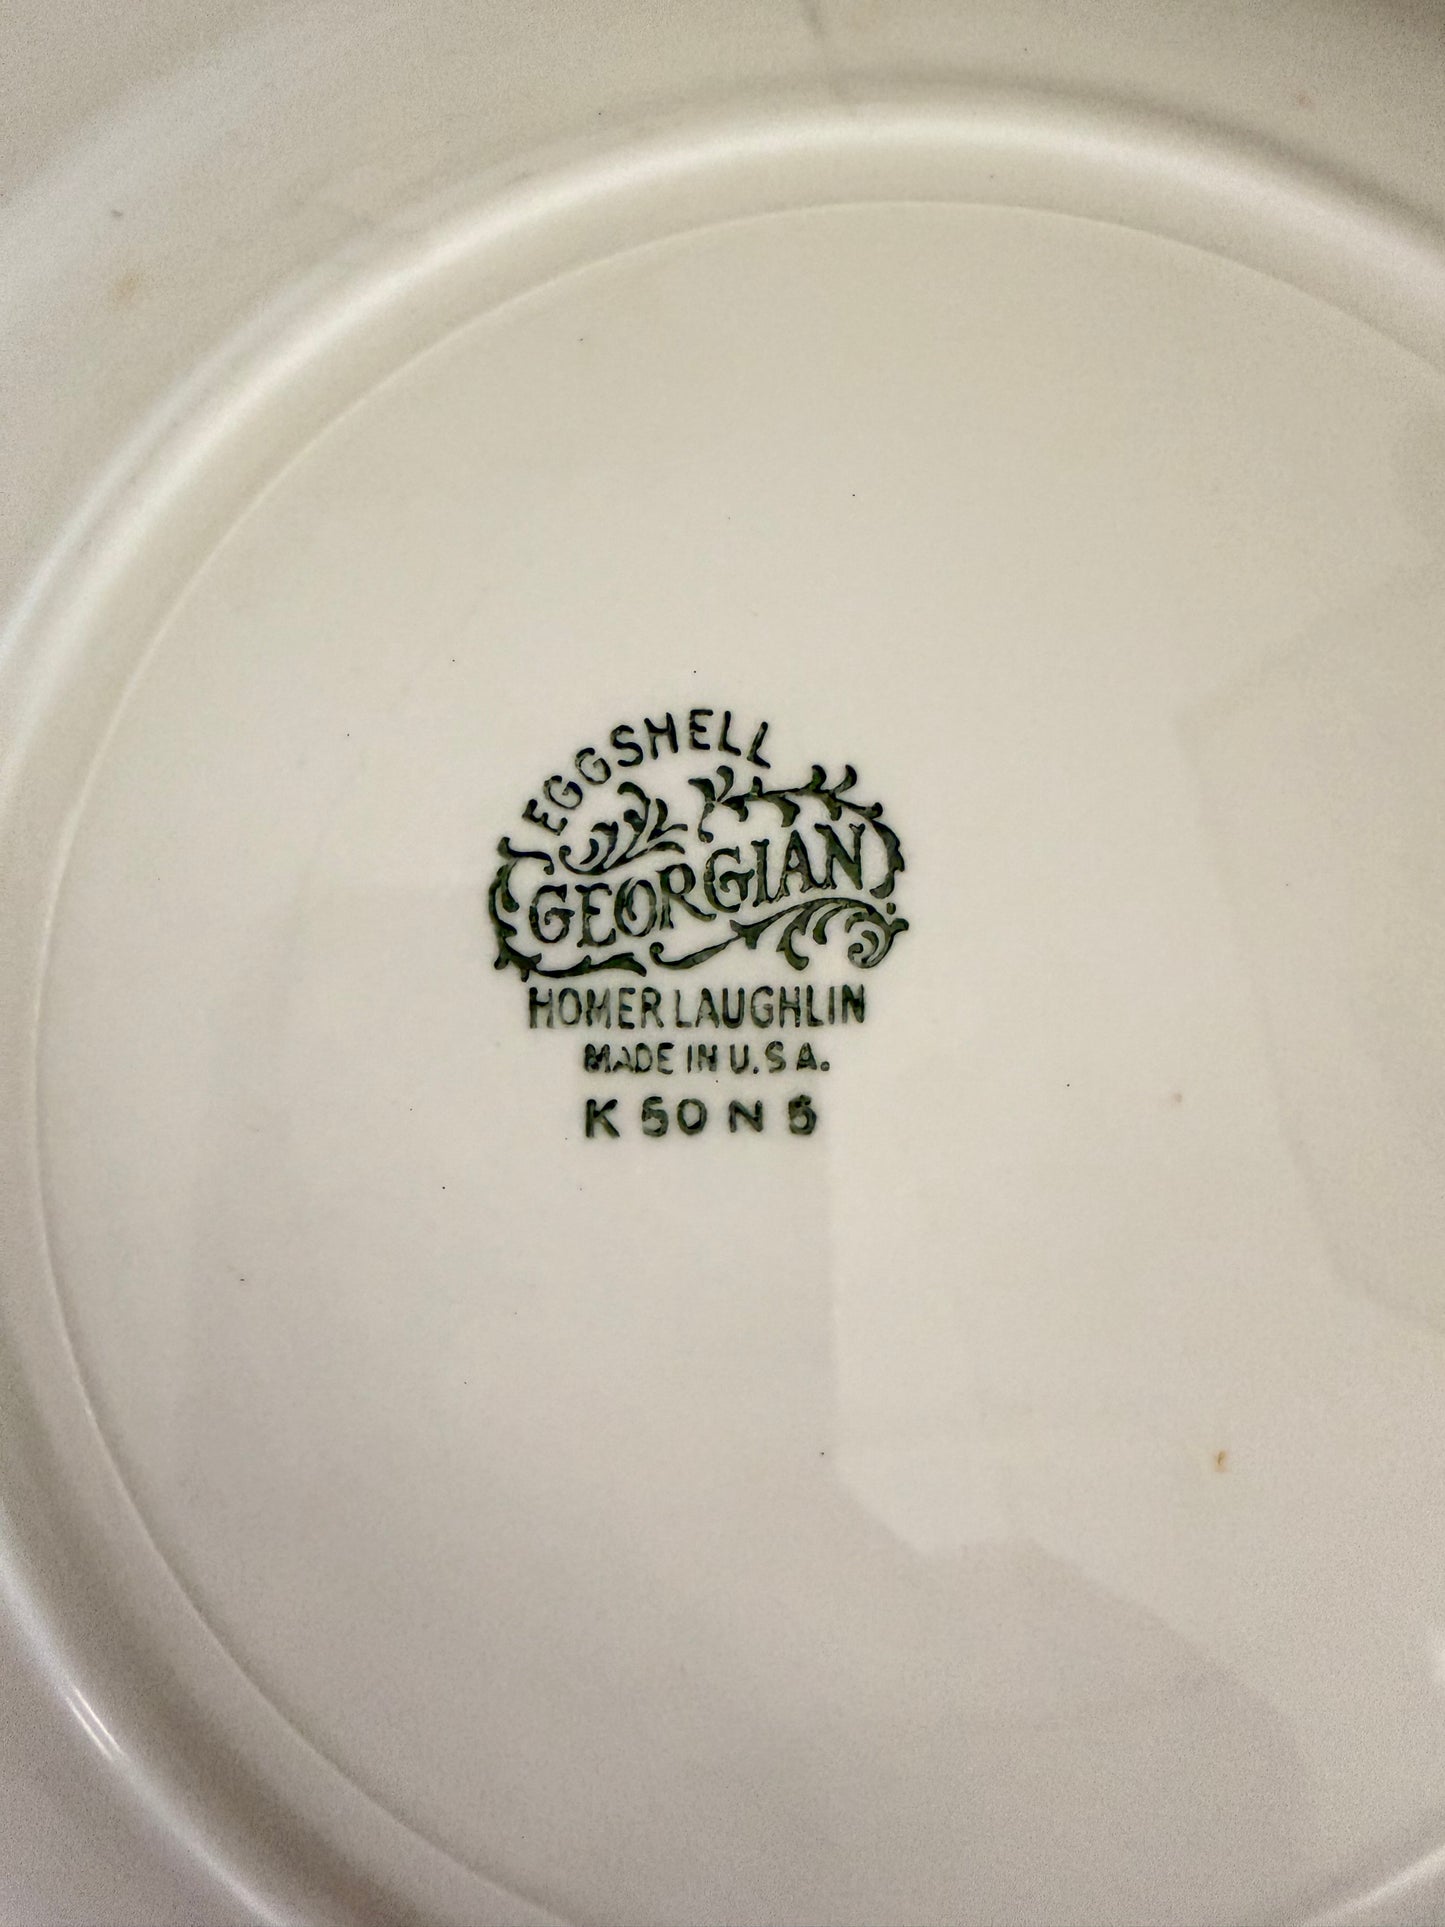 EGGSHELL
GEORGIAN
HOMER LAUGHLIN
MADE IN U.S.A.
K 50 N 5